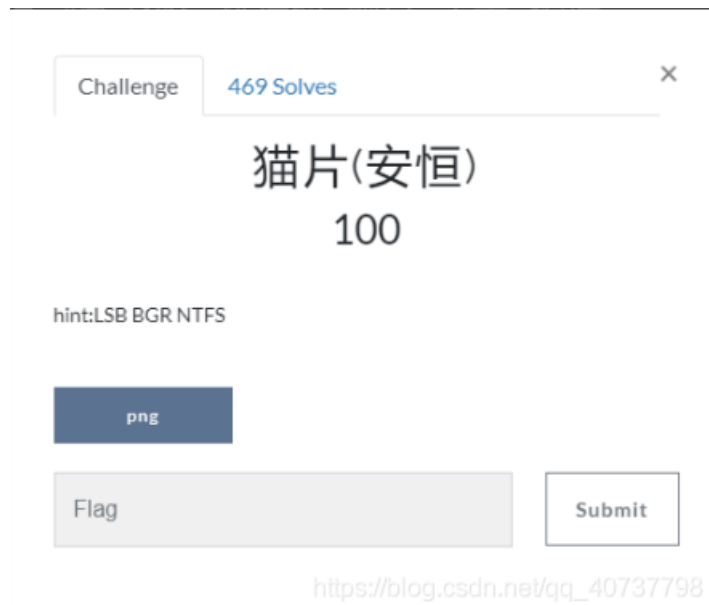 Challenge 469 Solves ×
猫片(安恒)
100
hint:LSB BGR NTFS
png
Flag Submit
https://blog.csdn.net/qq_40737798